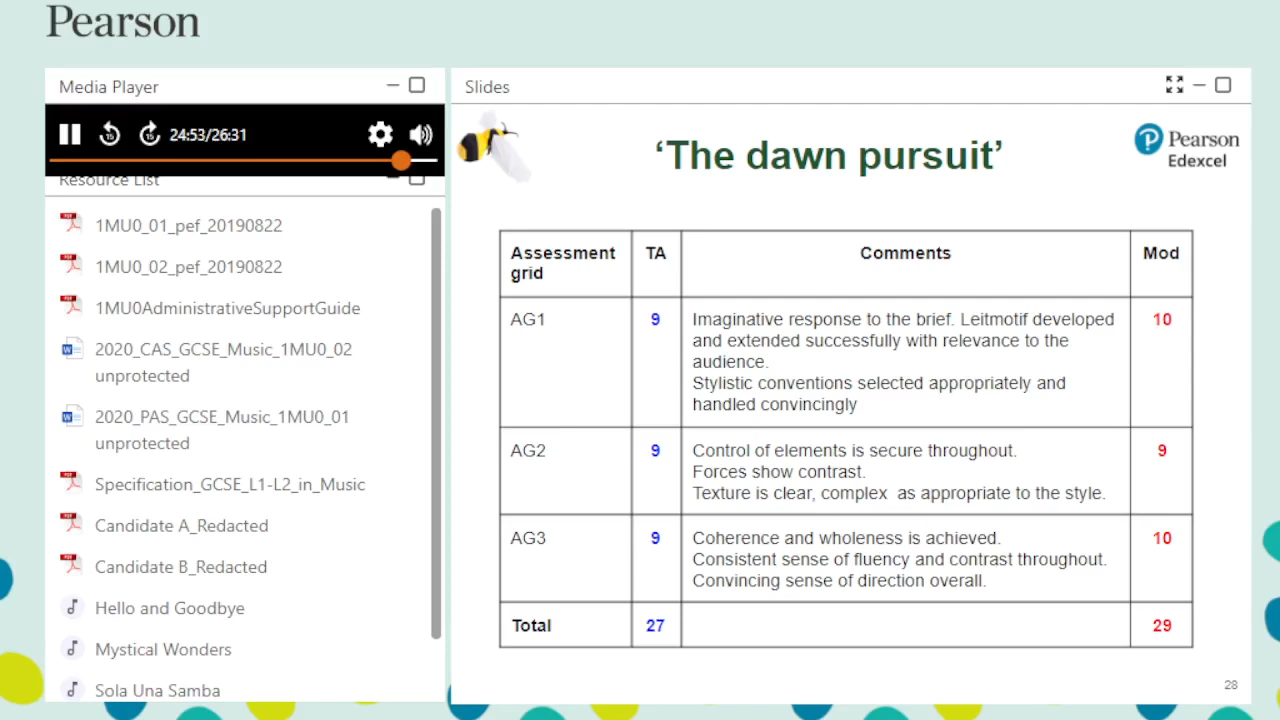 Pearson
Media Player
15
15
24:53/26:31
Resource List
1MU0_01_pef_20190822
1MU0_02_pef_20190822
1MU0AdministrativeSupportGuide
2020_CAS_GCSE_Music_1MU0_02
unprotected
2020_PAS_GCSE_Music_1MU0_01
unprotected
Specification_GCSE_L1-L2_in_Music
Candidate A_Redacted
Candidate B_Redacted
Hello and Goodbye
Mystical Wonders
Sola Una Samba
Slides
‘The dawn pursuit’
Pearson
Edexcel
Assessment grid TA Comments Mod
AG1 9 Imaginative response to the brief. Leitmotif developed 10
and extended successfully with relevance to the
audience.
Stylistic conventions selected appropriately and
handled convincingly
AG2 9 Control of elements is secure throughout. 9
Forces show contrast.
Texture is clear, complex as appropriate to the style.
AG3 9 Coherence and wholeness is achieved. 10
Consistent sense of fluency and contrast throughout.
Convincing sense of direction overall.
Total 27 29
28